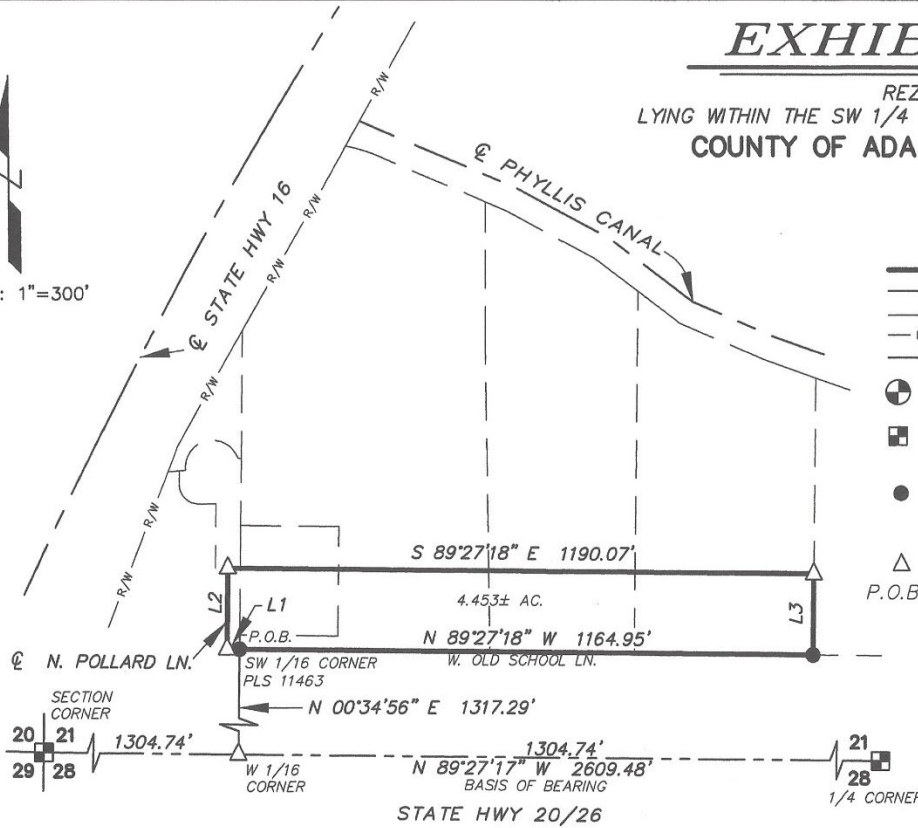 EXHIB
REZ
LYING WITHIN THE SW 1/4
COUNTY OF ADA
: 1"=300'
R/W
R/W
R/W
R/W
R/W
R/W
℄ STATE HWY 16
℄ PHYLLIS CANAL
S 89°27'18" E 1190.07'
4.453± AC.
L2
L1
L3
P.O.B.
P.O.B
N 89°27'18" W 1164.95'
W. OLD SCHOOL LN.
℄ N. POLLARD LN.
SW 1/16 CORNER
PLS 11463
N 00°34'56" E 1317.29'
SECTION
CORNER
20 21
29 28
1304.74'
W 1/16
CORNER
1304.74'
N 89°27'17" W 2609.48'
BASIS OF BEARING
21
28
1/4 CORNER
STATE HWY 20/26